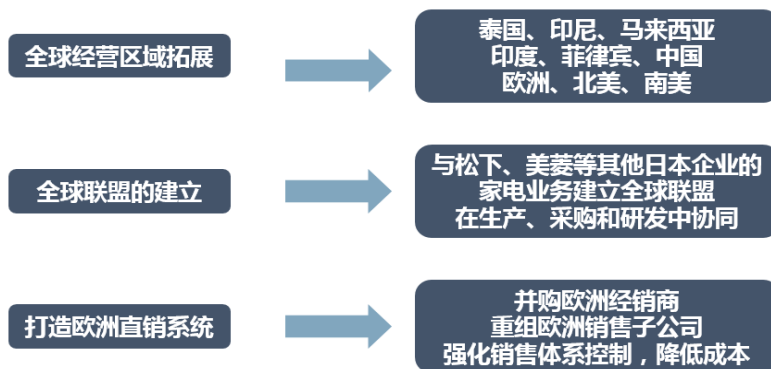 全球经营区域拓展
泰国、印尼、马来西亚
印度、菲律宾、中国
欧洲、北美、南美
全球联盟的建立
与松下、美菱等其他日本企业的
家电业务建立全球联盟
在生产、采购和研发中协同
打造欧洲直销系统
并购欧洲经销商
重组欧洲销售子公司
强化销售体系控制，降低成本